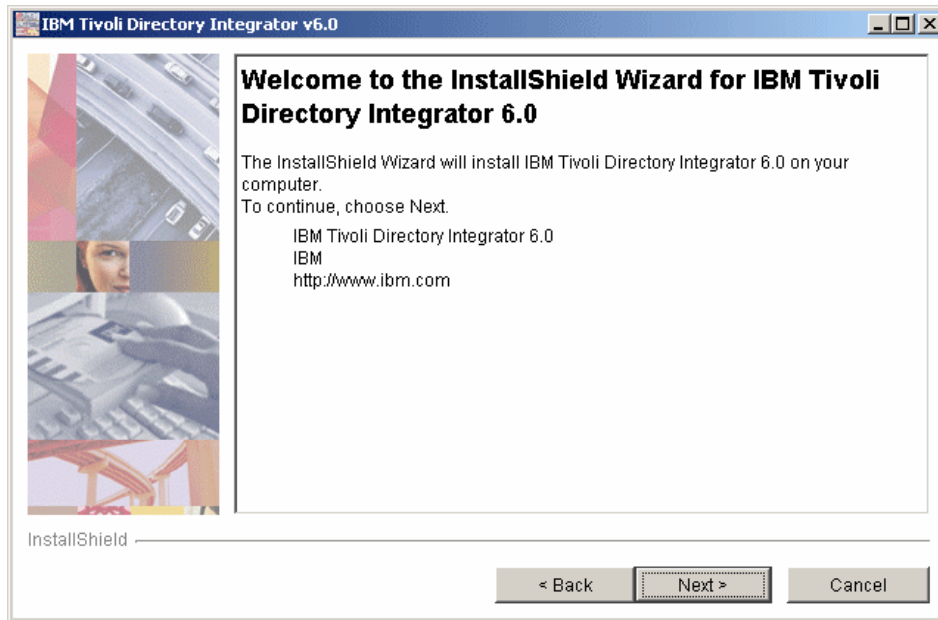 IBM Tivoli Directory Integrator v6.0
Welcome to the InstallShield Wizard for IBM Tivoli
Directory Integrator 6.0
The InstallShield Wizard will install IBM Tivoli Directory Integrator 6.0 on your
computer.
To continue, choose Next.
IBM Tivoli Directory Integrator 6.0
IBM
http://www.ibm.com
InstallShield
< Back
Next >
Cancel